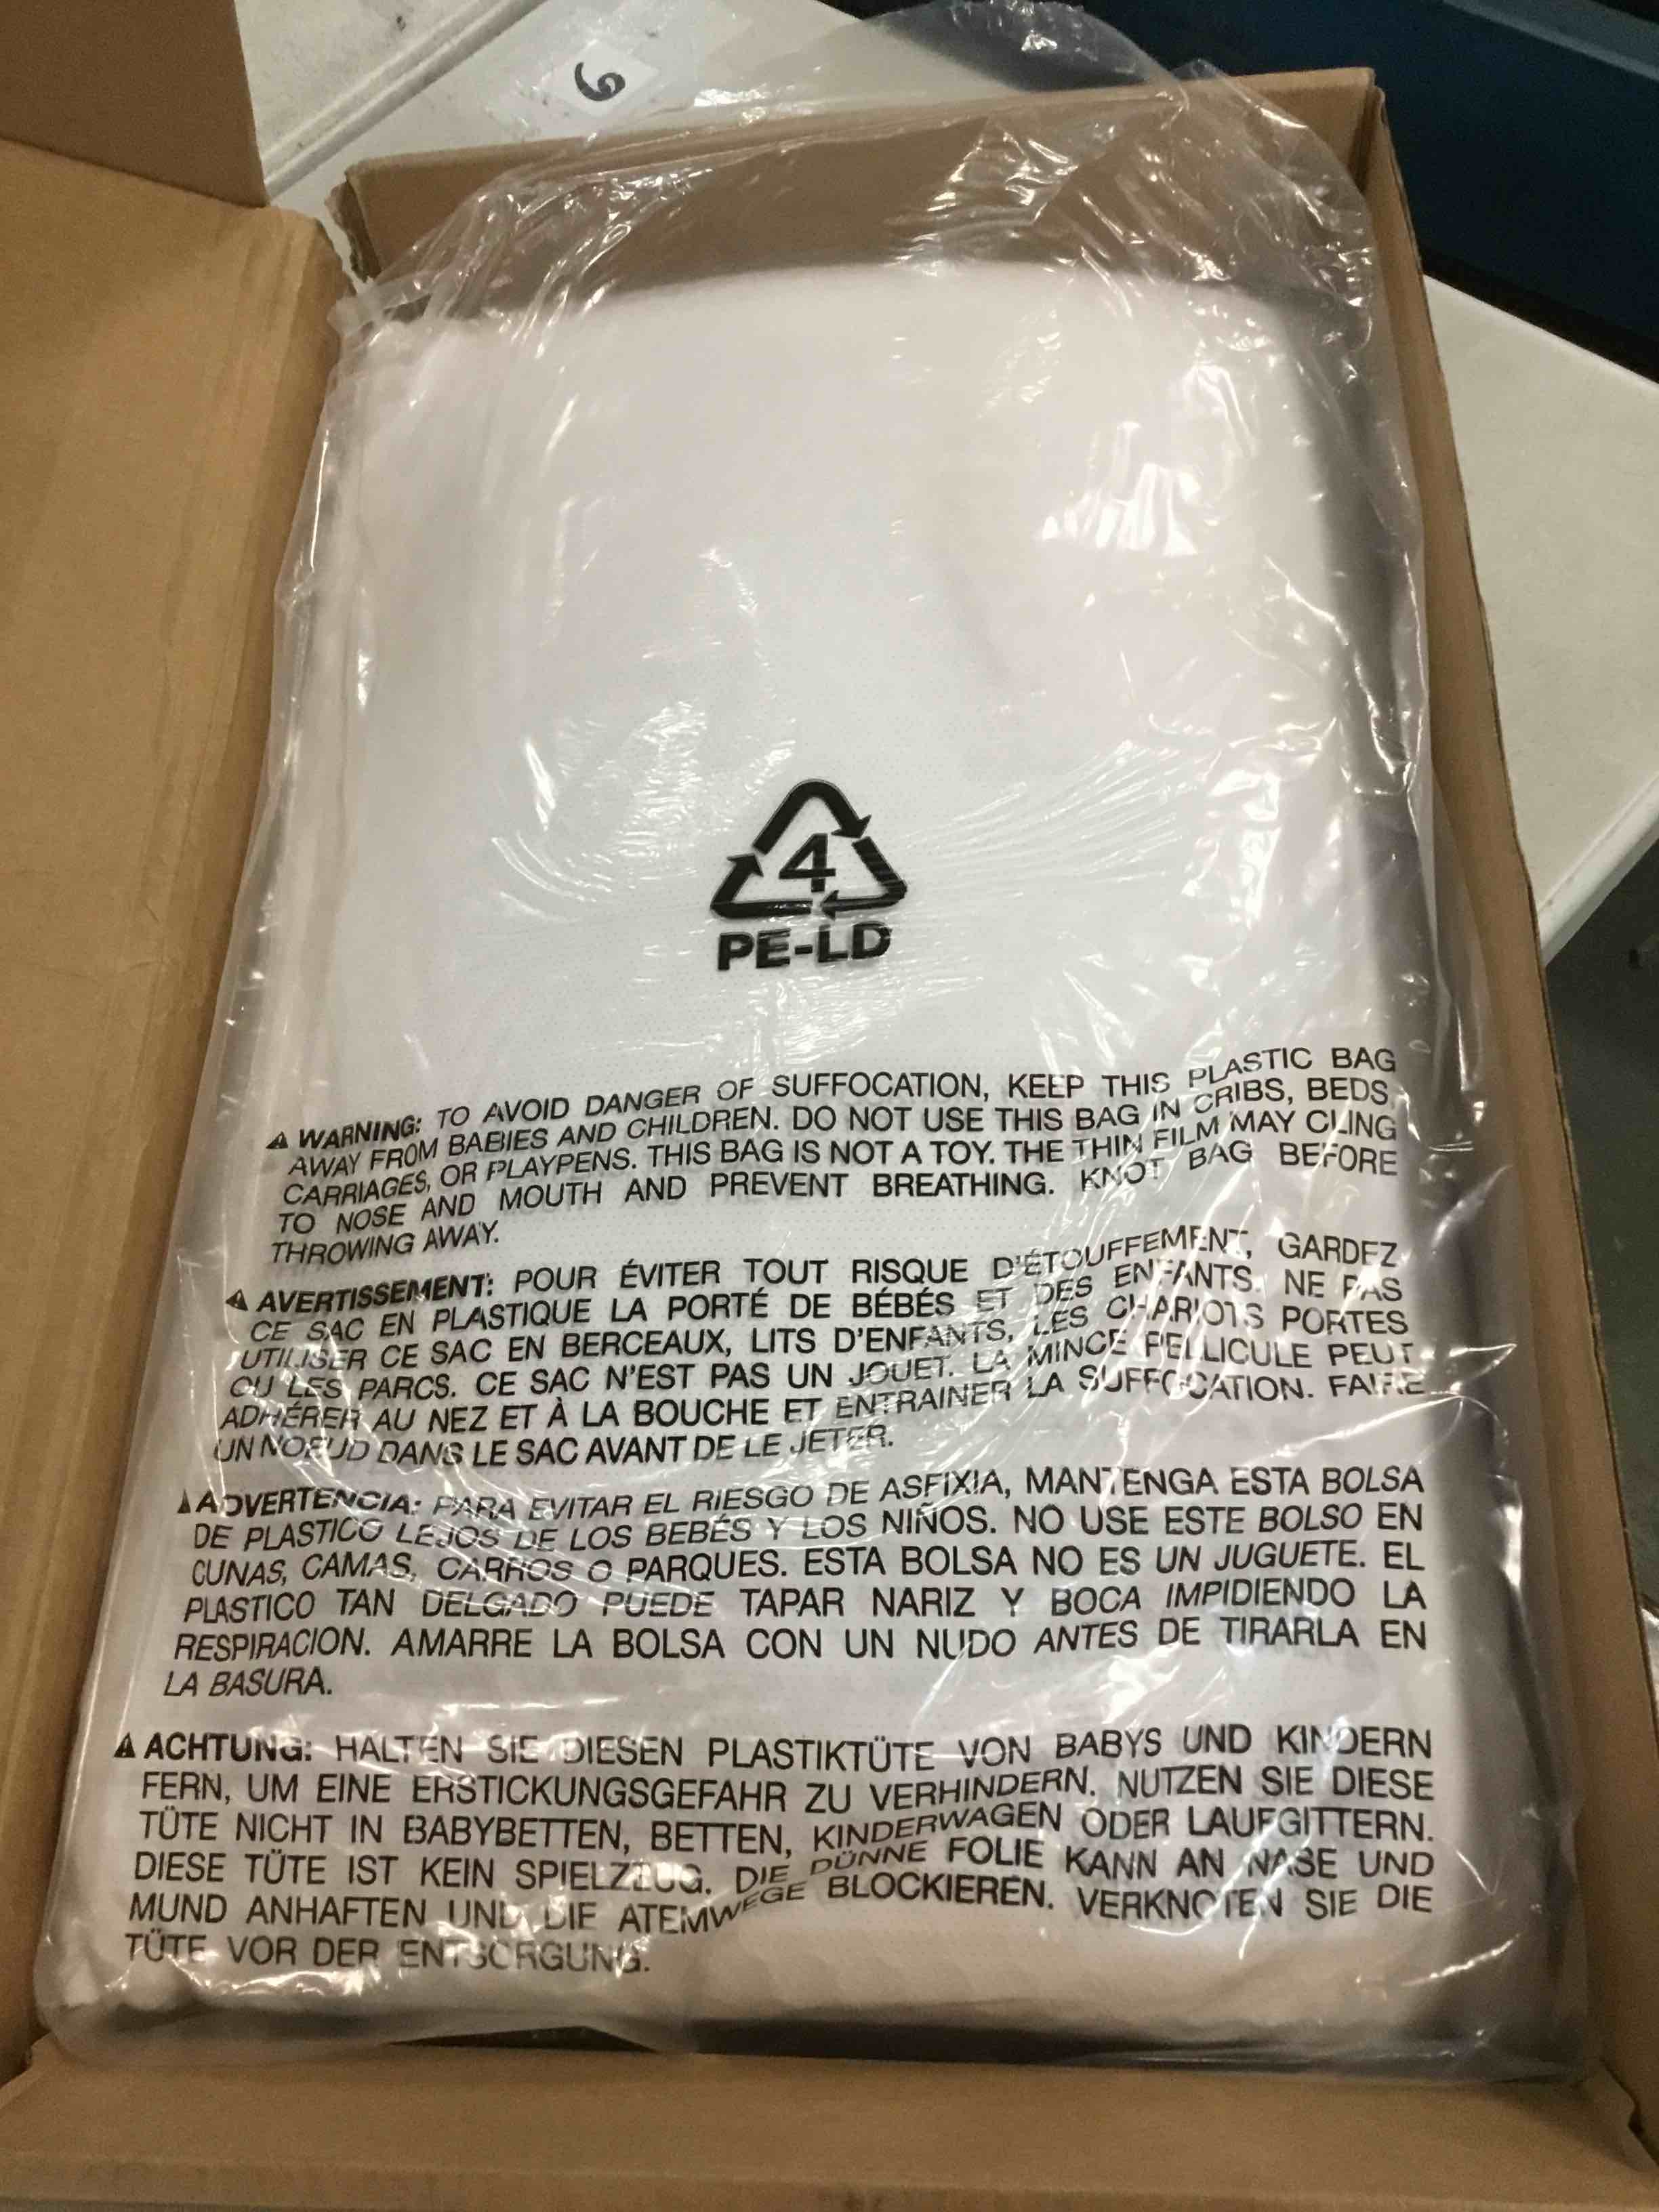 9
4
PE-LD
⚠ WARNING: TO AVOID DANGER OF SUFFOCATION, KEEP THIS PLASTIC BAG
AWAY FROM BABIES AND CHILDREN. DO NOT USE THIS BAG IN CRIBS, BEDS,
CARRIAGES, OR PLAYPENS. THIS BAG IS NOT A TOY. THE THIN FILM MAY CLING
TO NOSE AND MOUTH AND PREVENT BREATHING. KNOT BAG BEFORE
THROWING AWAY.
⚠ AVERTISSEMENT: POUR ÉVITER TOUT RISQUE D'ÉTOUFFEMENT, GARDEZ
CE SAC EN PLASTIQUE LA PORTÉ DE BÉBÉS ET DES ENFANTS. NE PAS
UTILISER CE SAC EN BERCEAUX, LITS D'ENFANTS, LES CHARIOTS PORTES
OU LES PARCS. CE SAC N'EST PAS UN JOUET. LA MINCE PELLICULE PEUT
ADHÉRER AU NEZ ET À LA BOUCHE ET ENTRAINER LA SUFFOCATION. FAIRE
UN NOEUD DANS LE SAC AVANT DE LE JETER.
⚠ ADVERTENCIA: PARA EVITAR EL RIESGO DE ASFIXIA, MANTENGA ESTA BOLSA
DE PLASTICO LEJOS DE LOS BEBÉS Y LOS NIÑOS. NO USE ESTE BOLSO EN
CUNAS, CAMAS, CARROS O PARQUES. ESTA BOLSA NO ES UN JUGUETE. EL
PLASTICO TAN DELGADO PUEDE TAPAR NARIZ Y BOCA IMPIDIENDO LA
RESPIRACION. AMARRE LA BOLSA CON UN NUDO ANTES DE TIRARLA EN
LA BASURA.
⚠ ACHTUNG: HALTEN SIE DIESEN PLASTIKTÜTE VON BABYS UND KINDERN
FERN, UM EINE ERSTICKUNGSGEFAHR ZU VERHINDERN. NUTZEN SIE DIESE
TÜTE NICHT IN BABYBETTEN, BETTEN, KINDERWAGEN ODER LAUFGITTERN.
DIESE TÜTE IST KEIN SPIELZEUG. DIE DÜNNE FOLIE KANN AN NASE UND
MUND ANHAFTEN UND DIE ATEMWEGE BLOCKIEREN. VERKNOTEN SIE DIE
TÜTE VOR DER ENTSORGUNG.